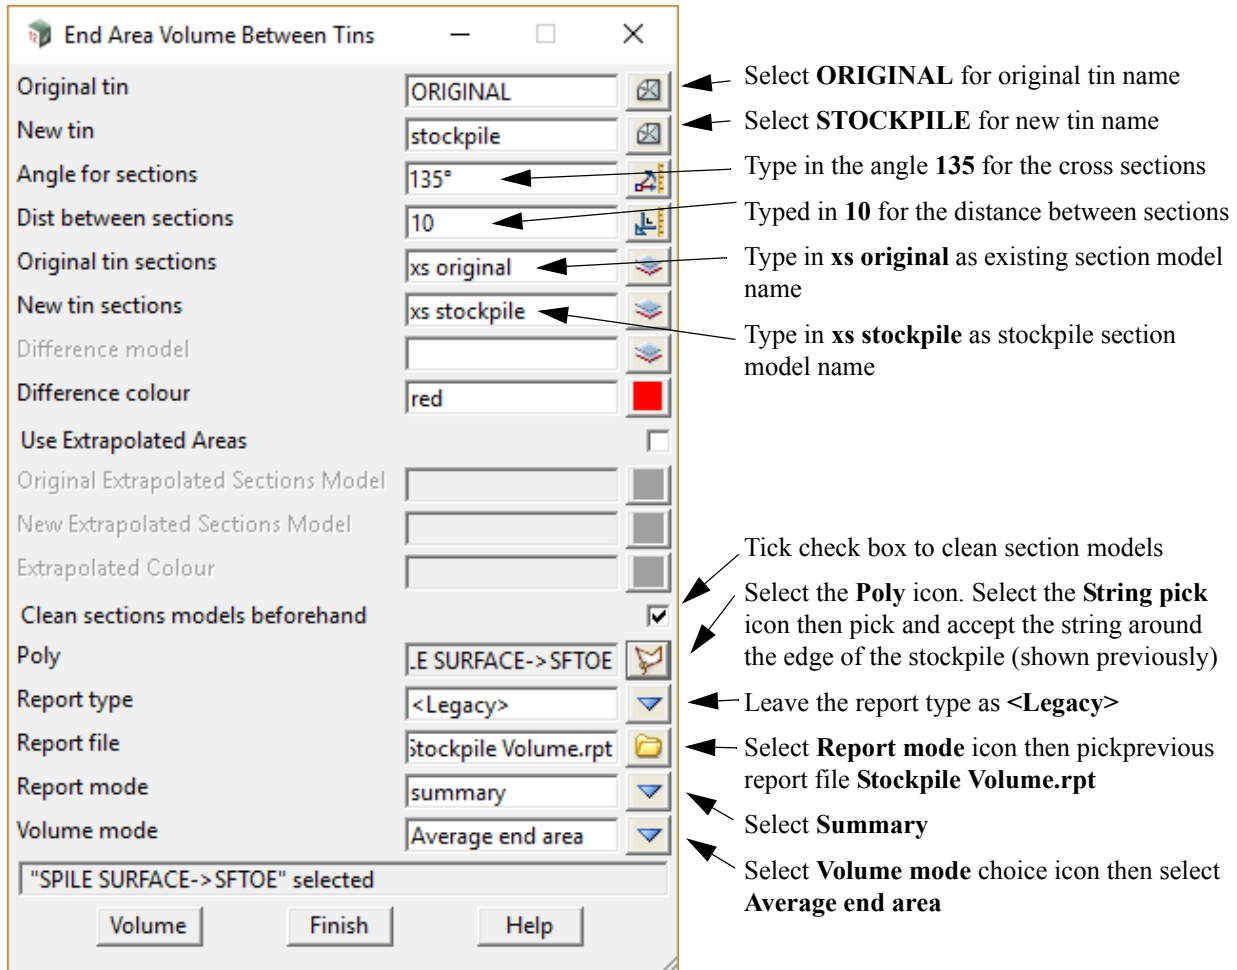 End Area Volume Between Tins
Original tin
ORIGINAL
Select ORIGINAL for original tin name
New tin
stockpile
Select STOCKPILE for new tin name
Angle for sections
135°
Type in the angle 135 for the cross sections
Dist between sections
10
Typed in 10 for the distance between sections
Original tin sections
xs original
Type in xs original as existing section model
name
New tin sections
xs stockpile
Type in xs stockpile as stockpile section
model name
Difference model
Difference colour
red
Use Extrapolated Areas
Original Extrapolated Sections Model
New Extrapolated Sections Model
Extrapolated Colour
Clean sections models beforehand
Tick check box to clean section models
Poly
.E SURFACE->SFTOE
Select the Poly icon. Select the String pick
icon then pick and accept the string around
the edge of the stockpile (shown previously)
Report type
<Legacy>
Leave the report type as <Legacy>
Report file
Stockpile Volume.rpt
Select Report mode icon then pickprevious
report file Stockpile Volume.rpt
Report mode
summary
Select Summary
Volume mode
Average end area
Select Volume mode choice icon then select
Average end area
"SPILE SURFACE->SFTOE" selected
Volume
Finish
Help